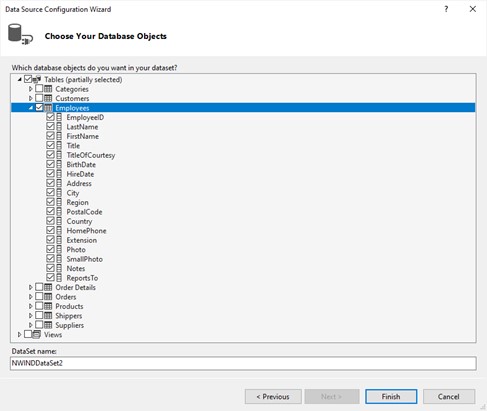 Data Source Configuration Wizard
?
Choose Your Database Objects
Which database objects do you want in your dataset?
Tables (partially selected)
Categories
Customers
Employees
EmployeeID
LastName
FirstName
Title
TitleOfCourtesy
BirthDate
HireDate
Address
City
Region
PostalCode
Country
HomePhone
Extension
Photo
SmallPhoto
Notes
ReportsTo
Order Details
Orders
Products
Shippers
Suppliers
Views
DataSet name:
NWINDDataSet2
< Previous Next > Finish Cancel